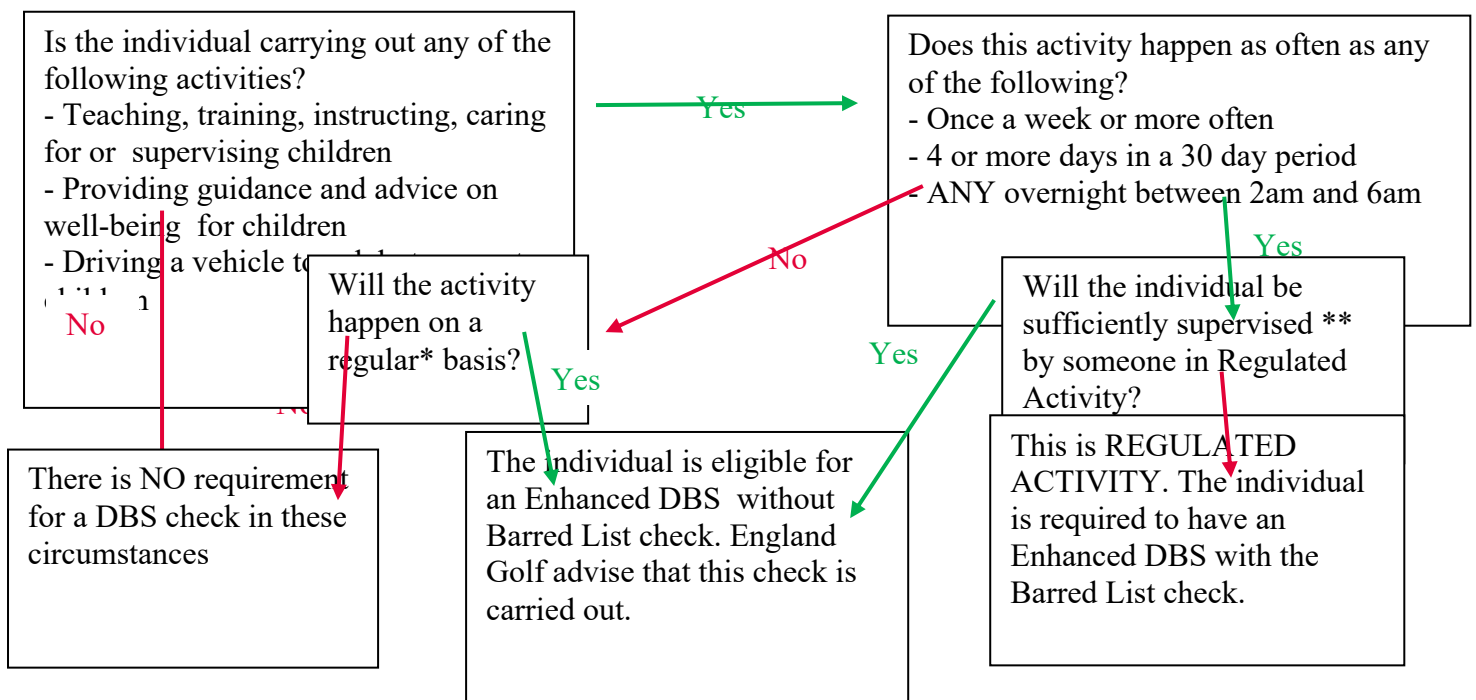 Is the individual carrying out any of the
following activities?
- Teaching, training, instructing, caring
for or supervising children
- Providing guidance and advice on
well-being for children
- Driving a vehicle
No
Yes
Does this activity happen as often as any
of the following?
- Once a week or more often
- 4 or more days in a 30 day period
- ANY overnight between 2am and 6am
No
Yes
Will the activity
happen on a
regular* basis?
Yes
Yes
Will the individual be
sufficiently supervised **
by someone in Regulated
Activity?
There is NO requirement
for a DBS check in these
circumstances
The individual is eligible for
an Enhanced DBS without
Barred List check. England
Golf advise that this check is
carried out.
This is REGULATED
ACTIVITY. The individual
is required to have an
Enhanced DBS with the
Barred List check.